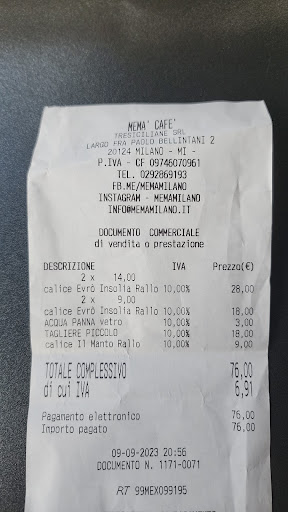 MEMA' CAFE'
TRESICILIANE SRL
LARGO FRA PAOLO BELLINTANI 2
20124 MILANO - MI -
P.IVA - CF 09746070961
TEL. 0292869193
FB.ME/MEMAMILANO
INSTAGRAM - MEMAMILANO
INFO@MEMAMILANO.IT
DOCUMENTO COMMERCIALE
di vendita o prestazione
DESCRIZIONE IVA Prezzo(€)
2 x 14,00
calice Evrò Insolia Rallo 10,00% 28,00
2 x 9,00
calice Evrò Insolia Rallo 10,00% 18,00
ACQUA PANNA vetro 10,00% 3,00
TAGLIERE PICCOLO 10,00% 18,00
calice Il Manto Rallo 10,00% 9,00
TOTALE COMPLESSIVO 76,00
di cui IVA 6,91
Pagamento elettronico 76,00
Importo pagato 76,00
09-09-2023 20:56
DOCUMENTO N. 1171-0071
RT 99MEX099195